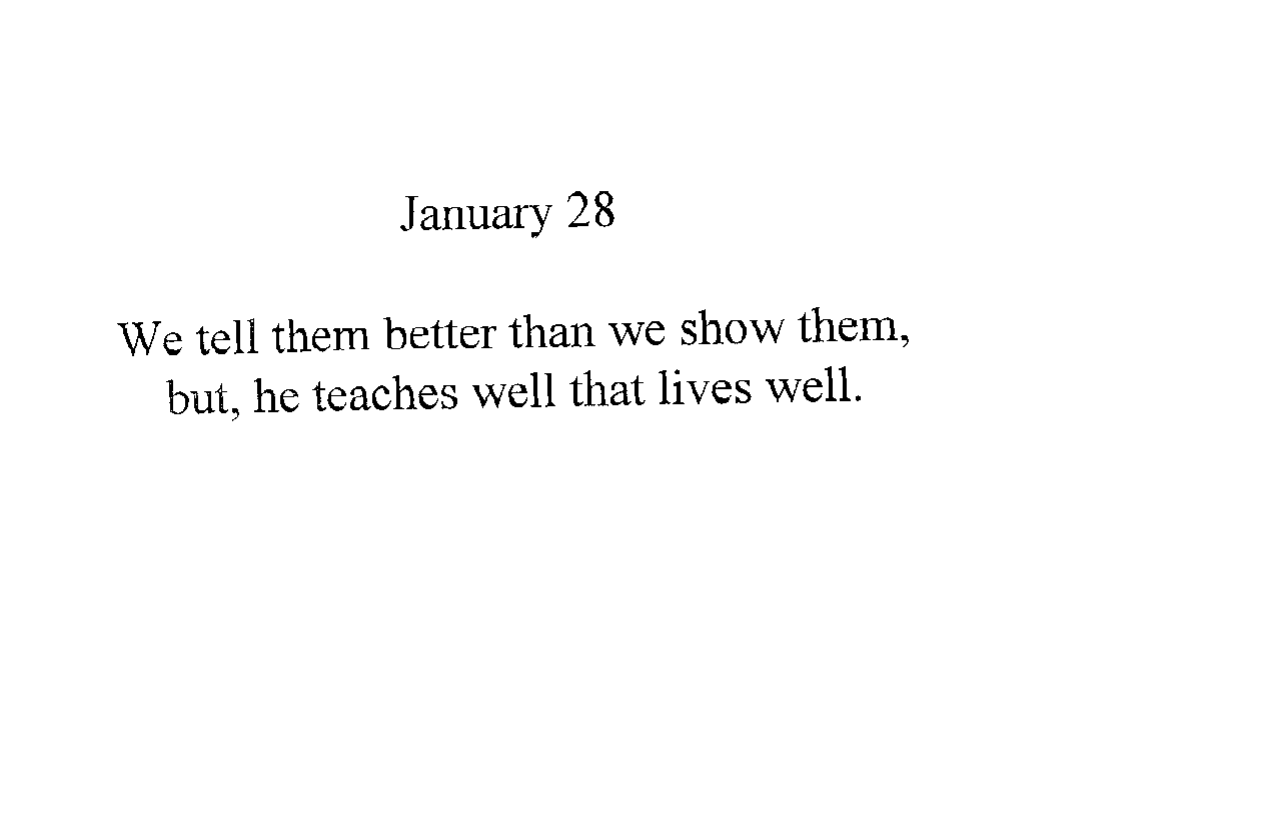 January 28
We tell them better than we show them,
but, he teaches well that lives well.